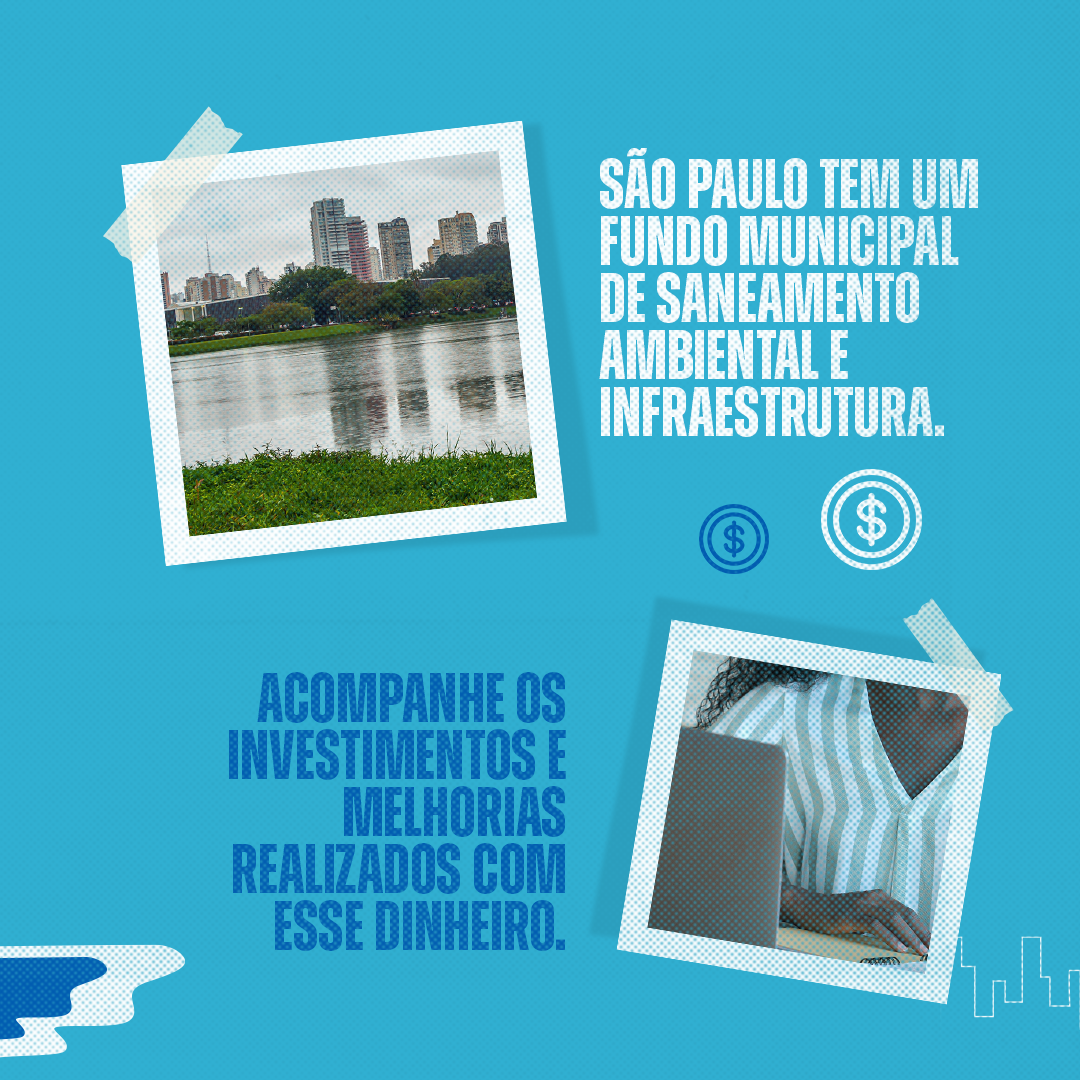 SÃO PAULO TEM UM
FUNDO MUNICIPAL
DE SANEAMENTO
AMBIENTAL E
INFRAESTRUTURA.
$ $
ACOMPANHE OS
INVESTIMENTOS E
MELHORIAS
REALIZADOS COM
ESSE DINHEIRO.